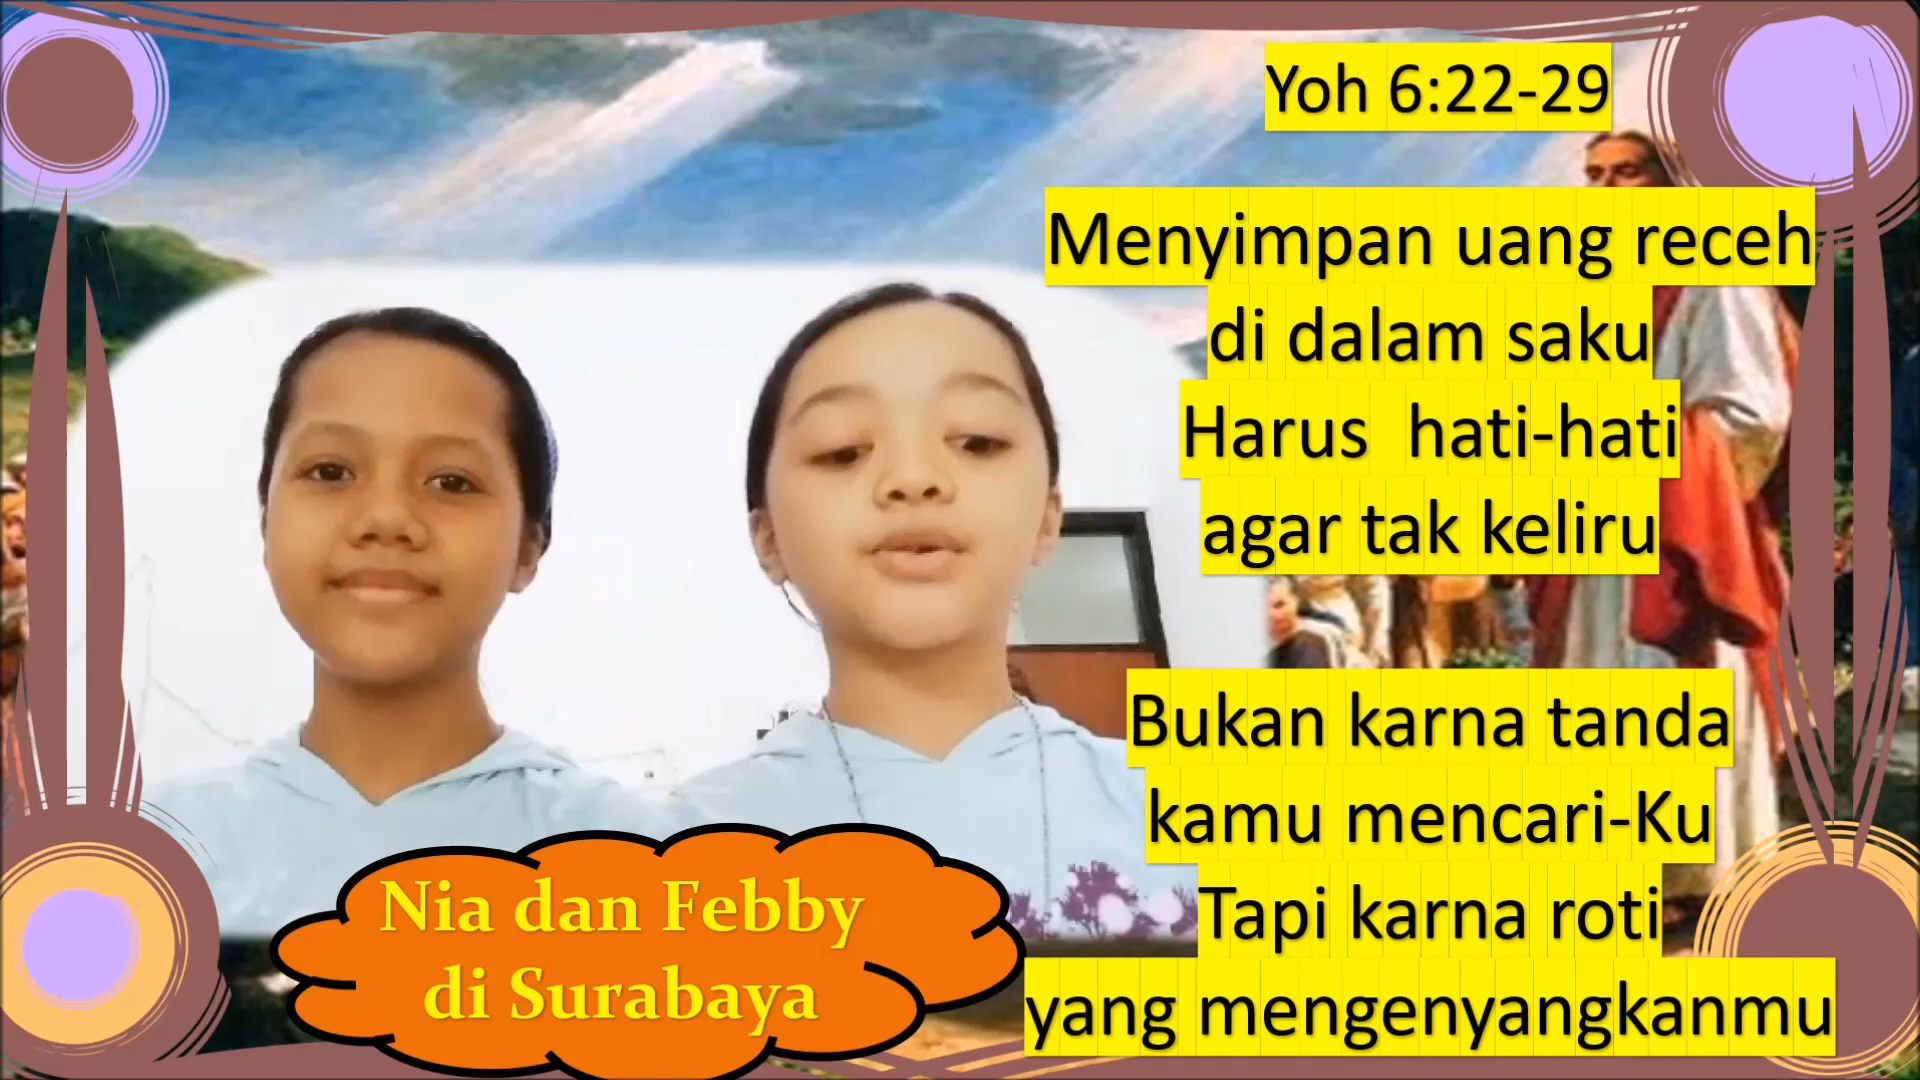 Yoh 6:22-29
Menyimpan uang receh
di dalam saku
Harus hati-hati
agar tak keliru
Bukan karna tanda
kamu mencari-Ku
Tapi karna roti
yang mengenyangkanmu
Nia dan Febby
di Surabaya